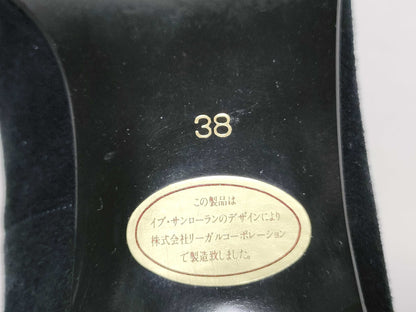 38
この製品は
イブ・サンローランのデザインにより
株式会社リーガルコーポレーション
で製造致しました。